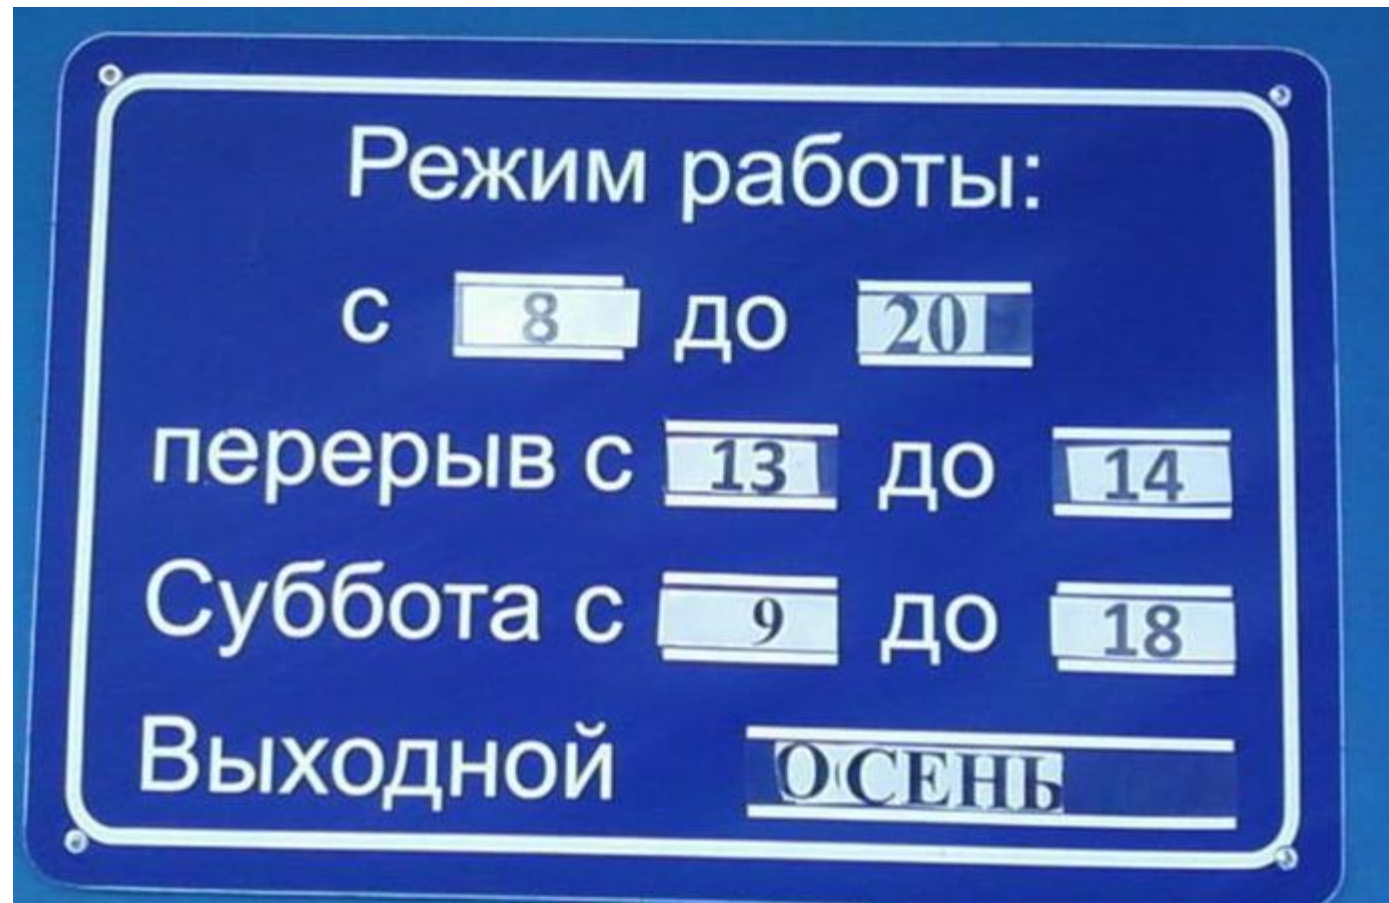 Режим работы:
с 8 до 20
перерыв с 13 до 14
Суббота с 9 до 18
Выходной ОСЕНЬ